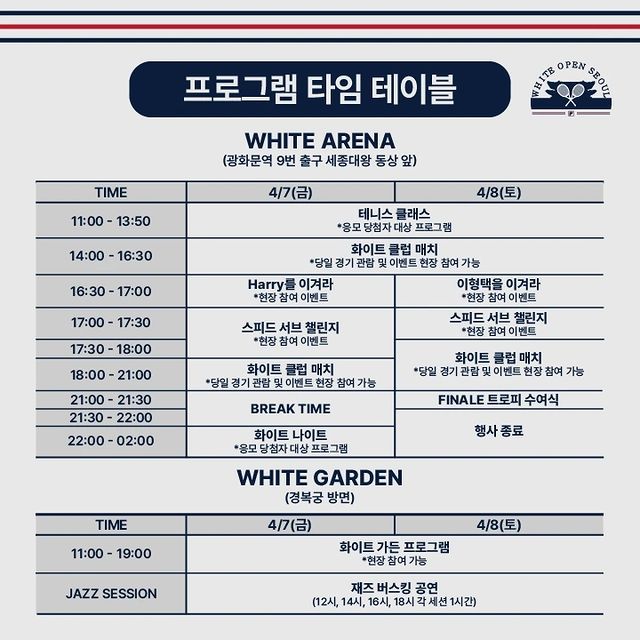 프로그램 타임 테이블
WHITE OPEN SEOUL
WHITE ARENA
(광화문역 9번 출구 세종대왕 동상 앞)
TIME 4/7(금) 4/8(토)
11:00 - 13:50 테니스 클래스
*응모 당첨자 대상 프로그램
14:00 - 16:30 화이트 클럽 매치
*당일 경기 관람 및 이벤트 현장 참여 가능
16:30 - 17:00 Harry를 이겨라 이형택을 이겨라
*현장 참여 이벤트 *현장 참여 이벤트
17:00 - 17:30 스피드 서브 챌린지 스피드 서브 챌린지
*현장 참여 이벤트 *현장 참여 이벤트
17:30 - 18:00 화이트 클럽 매치
*당일 경기 관람 및 이벤트 현장 참여 가능
18:00 - 21:00 화이트 클럽 매치
*당일 경기 관람 및 이벤트 현장 참여 가능
21:00 - 21:30 BREAK TIME FINALE 트로피 수여식
21:30 - 22:00 행사 종료
22:00 - 02:00 화이트 나이트
*응모 당첨자 대상 프로그램
WHITE GARDEN
(경복궁 방면)
TIME 4/7(금) 4/8(토)
11:00 - 19:00 화이트 가든 프로그램
*현장 참여 가능
JAZZ SESSION 재즈 버스킹 공연
(12시, 14시, 16시, 18시 각 세션 1시간)